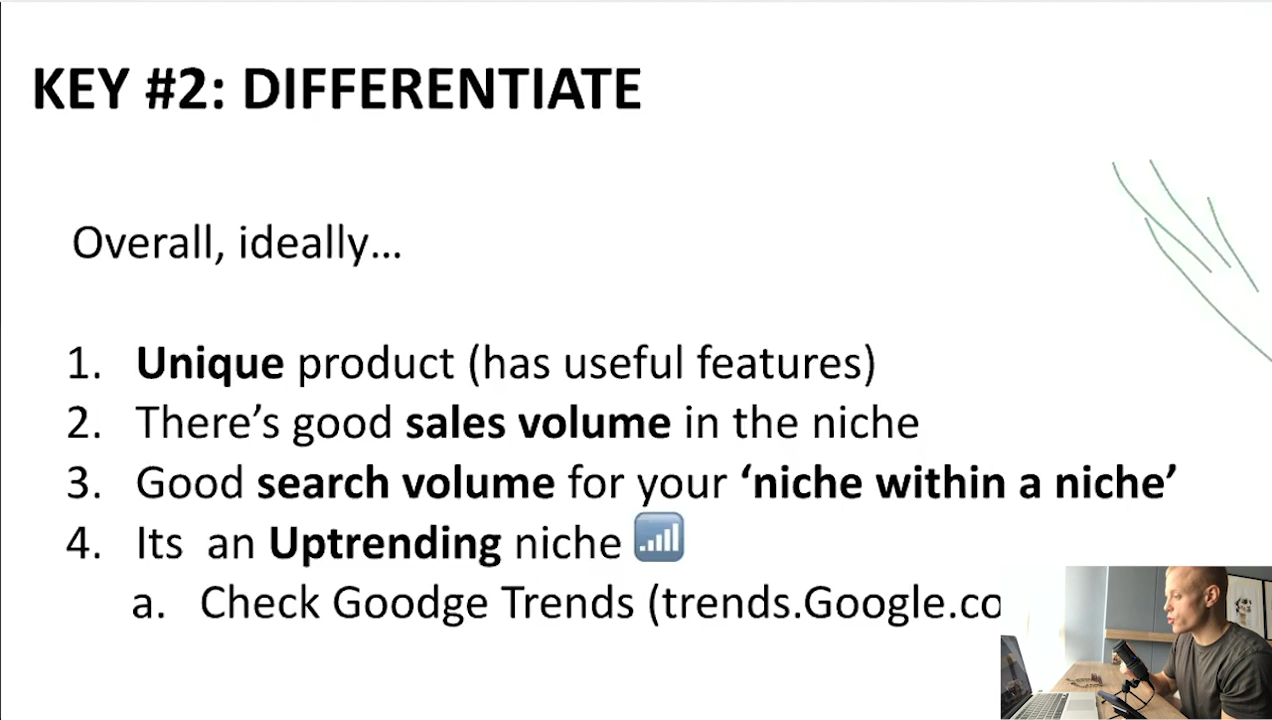 KEY #2: DIFFERENTIATE
Overall, ideally…
1. Unique product (has useful features)
2. There’s good sales volume in the niche
3. Good search volume for your ‘niche within a niche’
4. Its an Uptrending niche
a. Check Goodge Trends (trends.Google.co